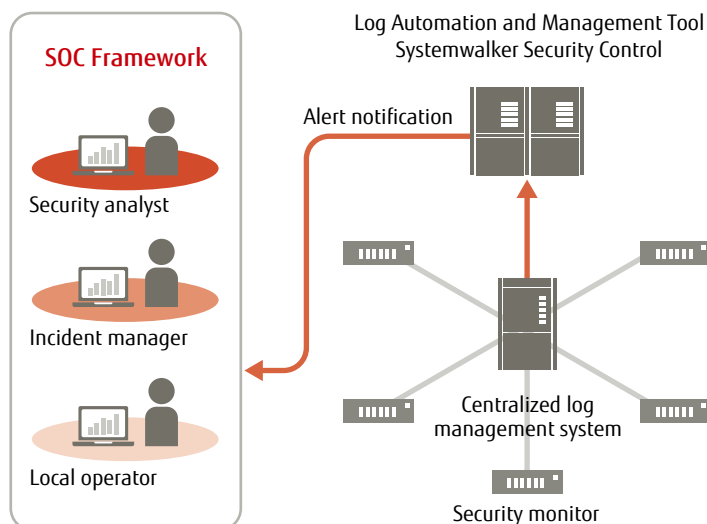 SOC Framework
Security analyst
Incident manager
Local operator
Log Automation and Management Tool
Systemwalker Security Control
Alert notification
Centralized log
management system
Security monitor